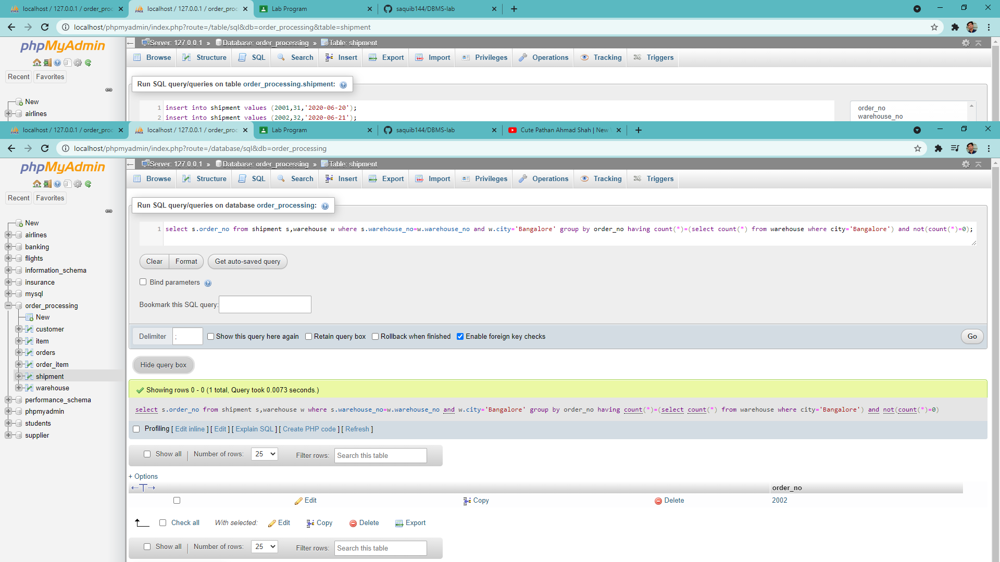 localhost / 127.0.0.1 / order_proc
localhost / 127.0.0.1 / order_proc
Lab Program
saquib144/DBMS-lab
localhost/phpmyadmin/index.php?route=/table/sql&db=order_processing&table=shipment
phpMyAdmin
Recent
Favorites
New
airlines
Server: 127.0.0.1 » Database: order_processing » Table: shipment
Browse
Structure
SQL
Search
Insert
Export
Import
Privileges
Operations
Tracking
Triggers
Run SQL query/queries on table order_processing.shipment:
1 insert into shipment values (2001,31,'2020-06-20');
2 insert into shipment values (2002,32,'2020-06-21');
order_no
warehouse_no
localhost / 127.0.0.1 / order_proc
localhost / 127.0.0.1 / order_proc
Lab Program
saquib144/DBMS-lab
Cute Pathan Ahmad Shah | New
localhost/phpmyadmin/index.php?route=/database/sql&db=order_processing
phpMyAdmin
Recent
Favorites
New
airlines
banking
flights
information_schema
insurance
mysql
order_processing
New
customer
item
orders
order_item
shipment
warehouse
performance_schema
phpmyadmin
students
supplier
Server: 127.0.0.1 » Database: order_processing » Table: shipment
Browse
Structure
SQL
Search
Insert
Export
Import
Privileges
Operations
Tracking
Triggers
Run SQL query/queries on database order_processing:
1 select s.order_no from shipment s,warehouse w where s.warehouse_no=w.warehouse_no and w.city='Bangalore' group by order_no having count(*)=(select count(*) from warehouse where city='Bangalore') and not(count(*)=0);
Clear
Format
Get auto-saved query
Bind parameters
Bookmark this SQL query:
Delimiter ;
Show this query here again
Retain query box
Rollback when finished
Enable foreign key checks
Go
Hide query box
Showing rows 0 - 0 (1 total, Query took 0.0073 seconds.)
select s.order_no from shipment s,warehouse w where s.warehouse_no=w.warehouse_no and w.city='Bangalore' group by order_no having count(*)=(select count(*) from warehouse where city='Bangalore') and not(count(*)=0)
Profiling [ Edit inline ] [ Edit ] [ Explain SQL ] [ Create PHP code ] [ Refresh ]
Show all | Number of rows: 25 Filter rows: Search this table
+ Options
←T→ order_no
Edit Copy Delete 2002
Check all With selected: Edit Copy Delete Export
Show all | Number of rows: 25 Filter rows: Search this table